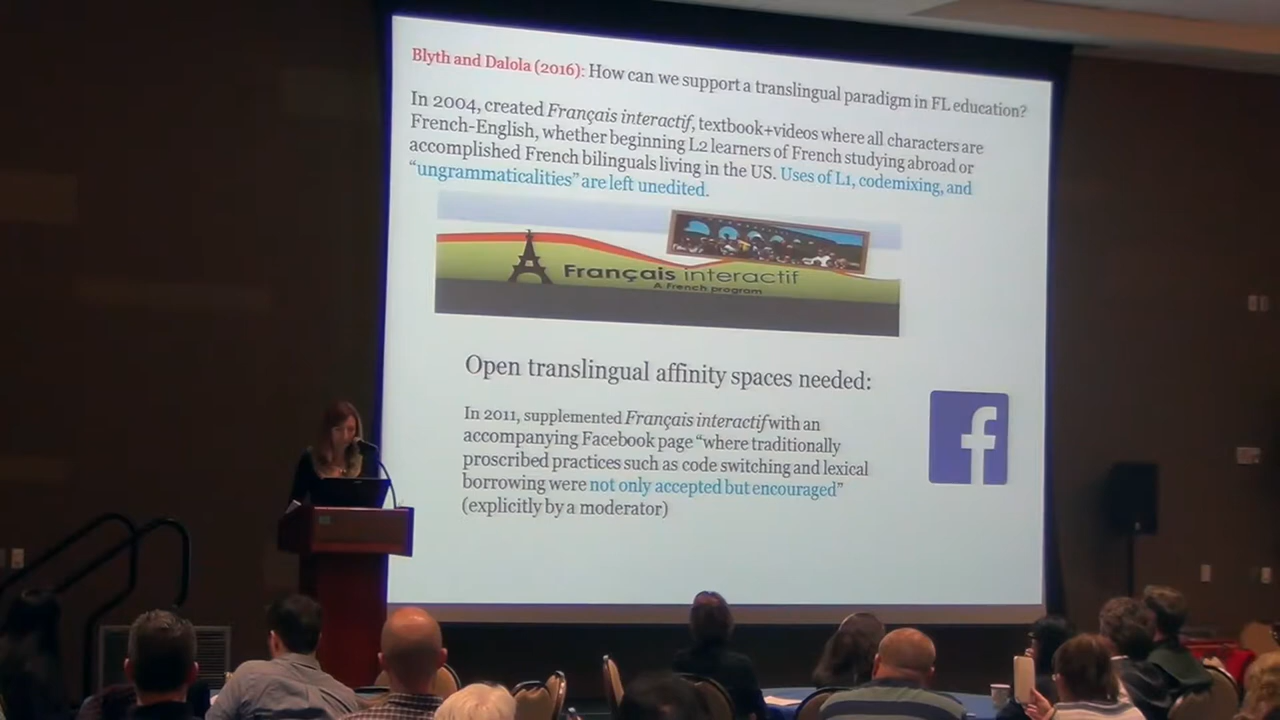 Blyth and Dalola (2016): How can we support a translingual paradigm in FL education?
In 2004, created Français interactif, textbook+videos where all characters are
French-English, whether beginning L2 learners of French studying abroad or
accomplished French bilinguals living in the US. Uses of L1, codemixing, and
“ungrammaticalities” are left unedited.
Français interactif
A French program
Open translingual affinity spaces needed:
In 2011, supplemented Français interactif with an
accompanying Facebook page “where traditionally
proscribed practices such as code switching and lexical
borrowing were not only accepted but encouraged”
(explicitly by a moderator)
f